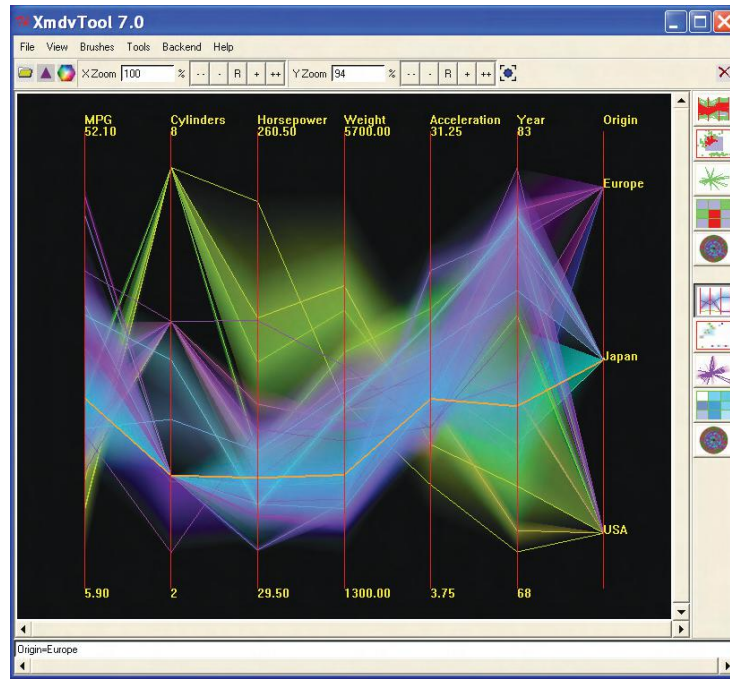 XmdvTool 7.0
File View Brushes Tools Backend Help
X Zoom 100 % -- - R + ++ Y Zoom 94 % -- - R + ++
MPG Cylinders Horsepower Weight Acceleration Year Origin
52.10 8 260.50 5700.00 31.25 83
Europe
Japan
USA
5.90 2 29.50 1300.00 3.75 68
Origin=Europe